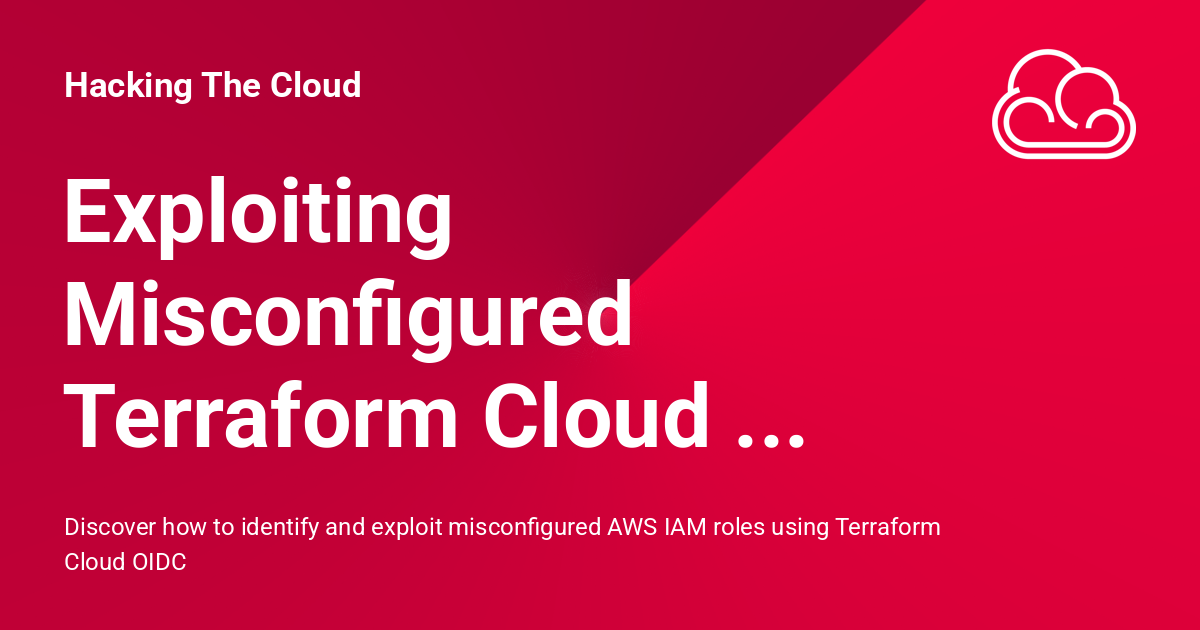 Hacking The Cloud
Exploiting
Misconfigured
Terraform Cloud ...
Discover how to identify and exploit misconfigured AWS IAM roles using Terraform
Cloud OIDC